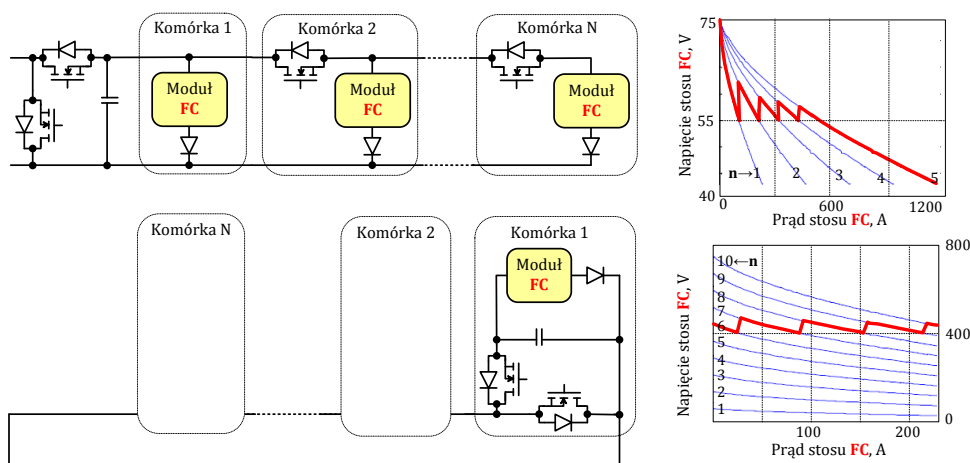 Komórka 1
Komórka 2
Komórka N
Moduł
FC
Moduł
FC
Moduł
FC
Napięcie stosu FC, V
75
55
40
n→1
2
3
4
5
0
600
1200
Prąd stosu FC, A
Komórka N
Komórka 2
Komórka 1
Moduł
FC
Napięcie stosu FC, V
10←n
9
8
7
6
5
4
3
2
1
800
400
0
100
200
Prąd stosu FC, A